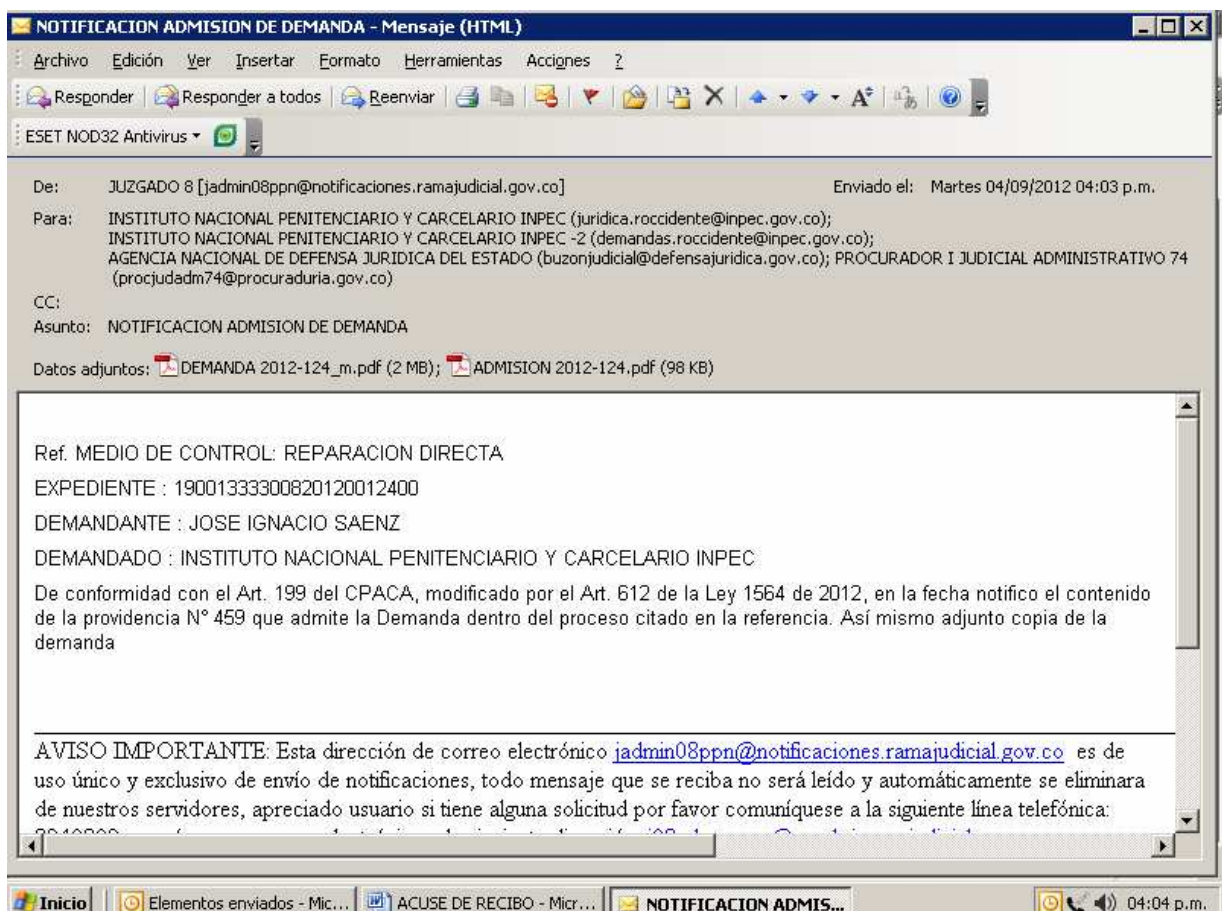 NOTIFICACION ADMISION DE DEMANDA - Mensaje (HTML)
Archivo Edición Ver Insertar Formato Herramientas Acciones ?
Responder Responder a todos Reenviar
ESET NOD32 Antivirus
De: JUZGADO 8 [jadmin08ppn@notificaciones.ramajudicial.gov.co] Enviado el: Martes 04/09/2012 04:03 p.m.
Para: INSTITUTO NACIONAL PENITENCIARIO Y CARCELARIO INPEC (juridica.roccidente@inpec.gov.co);
INSTITUTO NACIONAL PENITENCIARIO Y CARCELARIO INPEC -2 (demandas.roccidente@inpec.gov.co);
AGENCIA NACIONAL DE DEFENSA JURIDICA DEL ESTADO (buzonjudicial@defensajuridica.gov.co); PROCURADOR I JUDICIAL ADMINISTRATIVO 74
(procjudadm74@procuraduria.gov.co)
CC:
Asunto: NOTIFICACION ADMISION DE DEMANDA
Datos adjuntos: DEMANDA 2012-124_m.pdf (2 MB); ADMISION 2012-124.pdf (98 KB)
Ref. MEDIO DE CONTROL: REPARACION DIRECTA
EXPEDIENTE : 19001333300820120012400
DEMANDANTE : JOSE IGNACIO SAENZ
DEMANDADO : INSTITUTO NACIONAL PENITENCIARIO Y CARCELARIO INPEC
De conformidad con el Art. 199 del CPACA, modificado por el Art. 612 de la Ley 1564 de 2012, en la fecha notifico el contenido
de la providencia N° 459 que admite la Demanda dentro del proceso citado en la referencia. Así mismo adjunto copia de la
demanda
AVISO IMPORTANTE: Esta dirección de correo electrónico jadmin08ppn@notificaciones.ramajudicial.gov.co es de
uso único y exclusivo de envío de notificaciones, todo mensaje que se reciba no será leído y automáticamente se eliminara
de nuestros servidores, apreciado usuario si tiene alguna solicitud por favor comuníquese a la siguiente línea telefónica:
Inicio Elementos enviados - Mic... ACUSE DE RECIBO - Micr... NOTIFICACION ADMIS... 04:04 p.m.